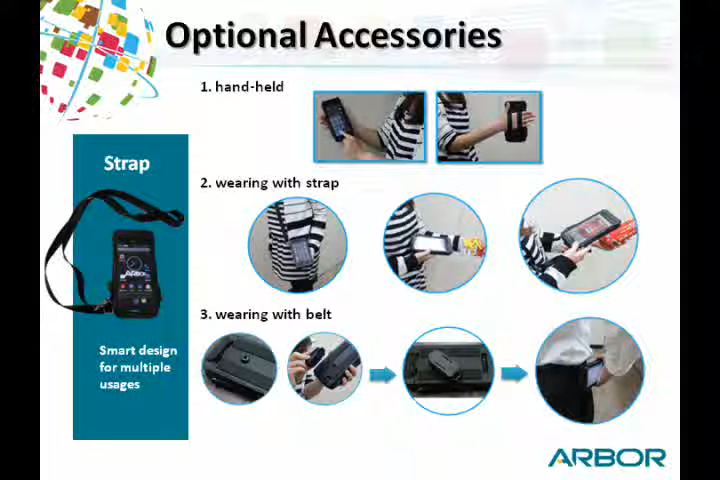 Optional Accessories
1. hand-held
Strap
2. wearing with strap
3. wearing with belt
Smart design
for multiple
usages
ARBOR